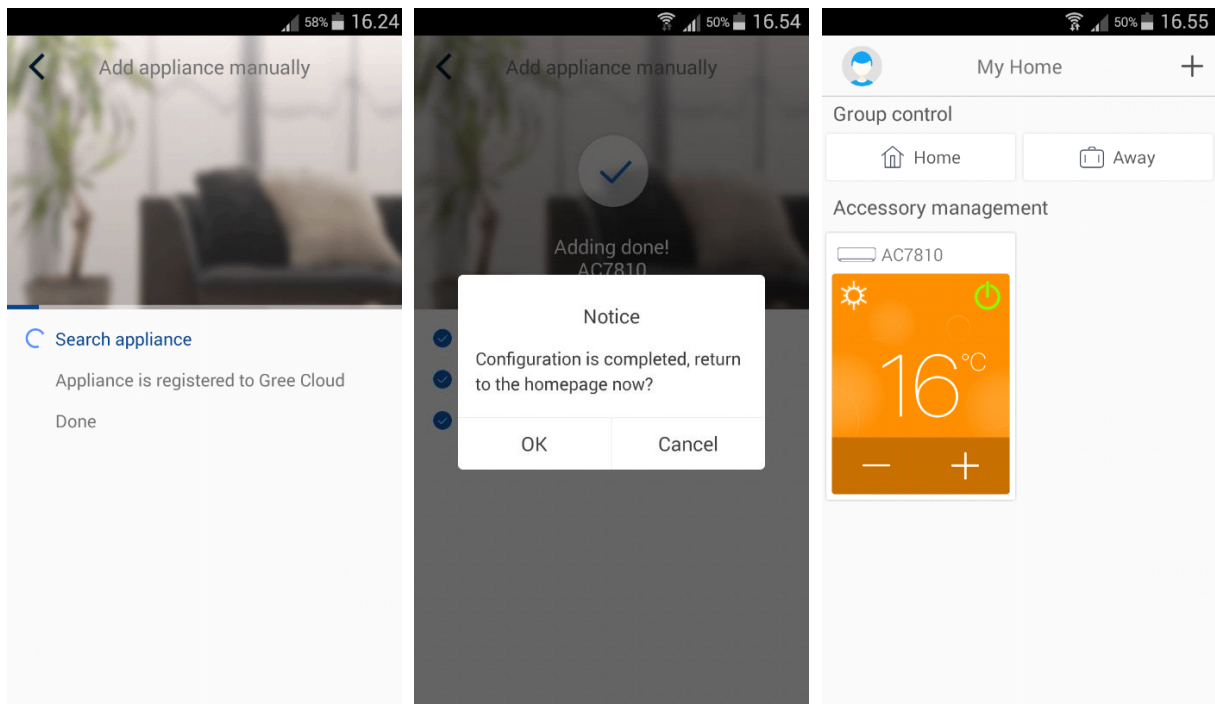 58% 16.24
Add appliance manually
Search appliance
Appliance is registered to Gree Cloud
Done
50% 16.54
Add appliance manually
Adding done!
AC7810
Notice
Configuration is completed, return
to the homepage now?
OK Cancel
50% 16.55
My Home +
Group control
Home Away
Accessory management
AC7810
16°C
— +